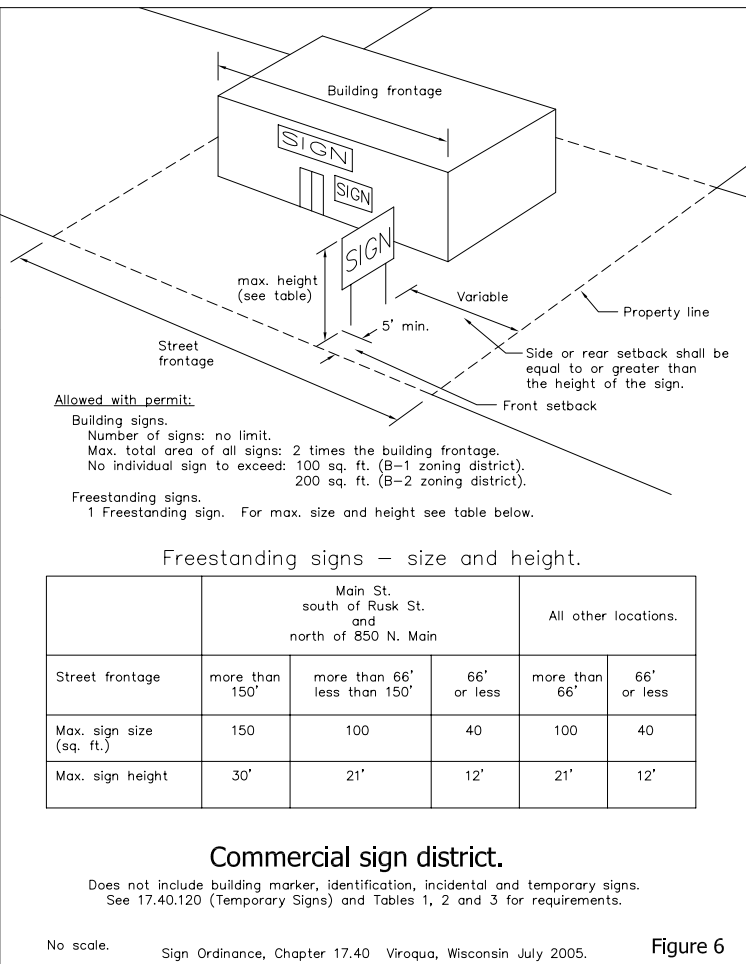 Building frontage
SIGN
SIGN
SIGN
max. height
(see table)
Variable
Property line
5' min.
Street
frontage
Side or rear setback shall be
equal to or greater than
the height of the sign.
Front setback
Allowed with permit:
Building signs.
Number of signs: no limit.
Max. total area of all signs: 2 times the building frontage.
No individual sign to exceed: 100 sq. ft. (B-1 zoning district).
200 sq. ft. (B-2 zoning district).
Freestanding signs.
1 Freestanding sign. For max. size and height see table below.
Freestanding signs - size and height.
Main St.
south of Rusk St.
and
north of 850 N. Main
All other locations.
Street frontage
more than
150'
more than 66'
less than 150'
66'
or less
more than
66'
66'
or less
Max. sign size
(sq. ft.)
150
100
40
100
40
Max. sign height
30'
21'
12'
21'
12'
Commercial sign district.
Does not include building marker, identification, incidental and temporary signs.
See 17.40.120 (Temporary Signs) and Tables 1, 2 and 3 for requirements.
No scale.
Sign Ordinance, Chapter 17.40 Viroqua, Wisconsin July 2005.
Figure 6